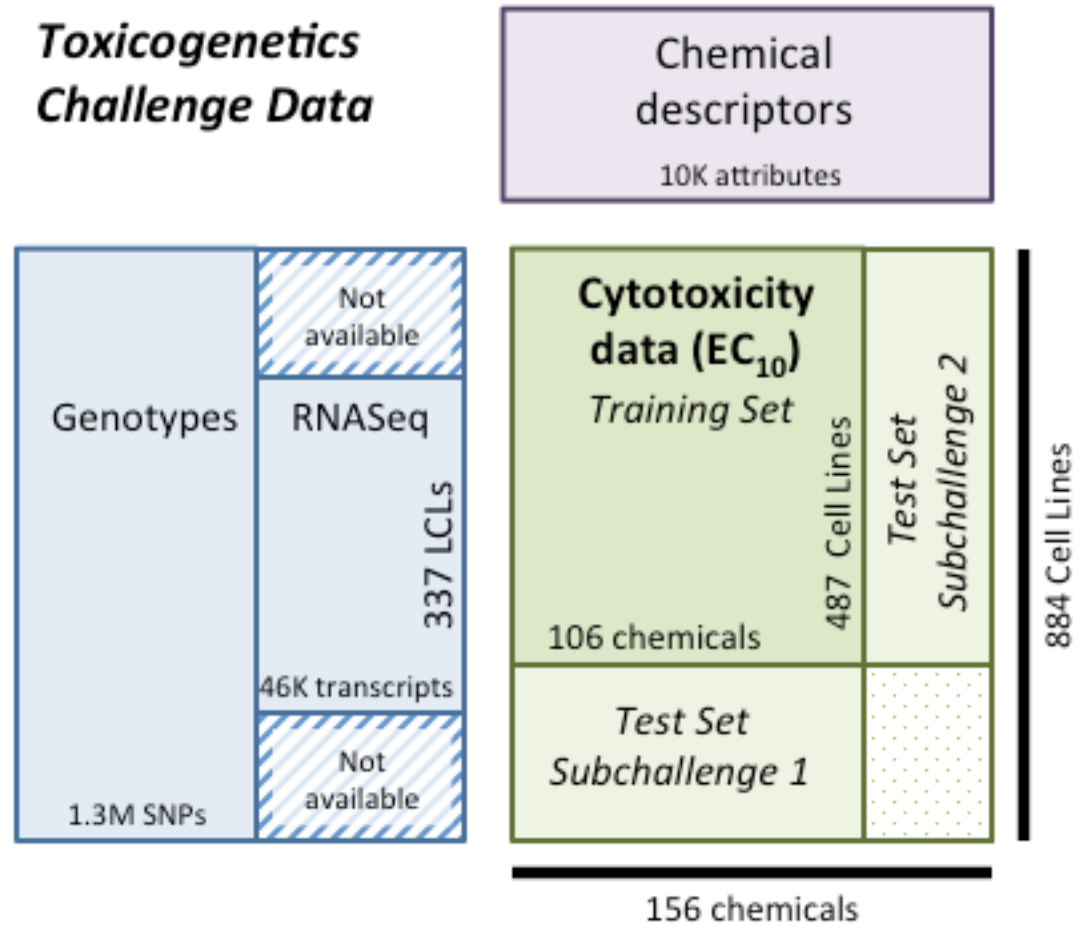 Toxicogenetics
Challenge Data
Chemical
descriptors
10K attributes
Not
available
Genotypes
RNASeq
337 LCLs
46K transcripts
Not
available
1.3M SNPs
Cytotoxicity
data (EC₁₀)
Training Set
487 Cell Lines
106 chemicals
Test Set
Subchallenge 2
Test Set
Subchallenge 1
884 Cell Lines
156 chemicals